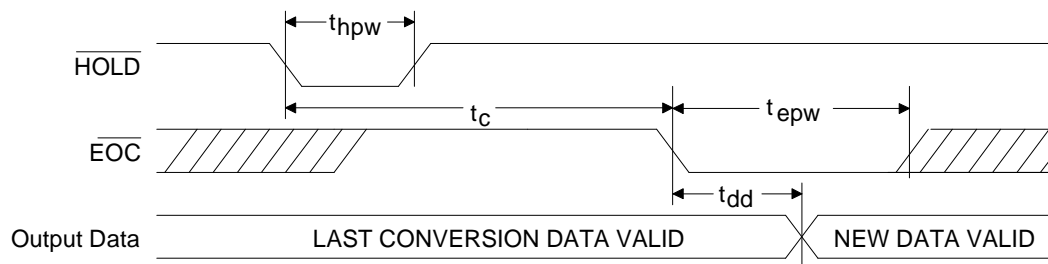 thpw
HOLD
tc
tepw
EOC
tdd
Output Data LAST CONVERSION DATA VALID NEW DATA VALID